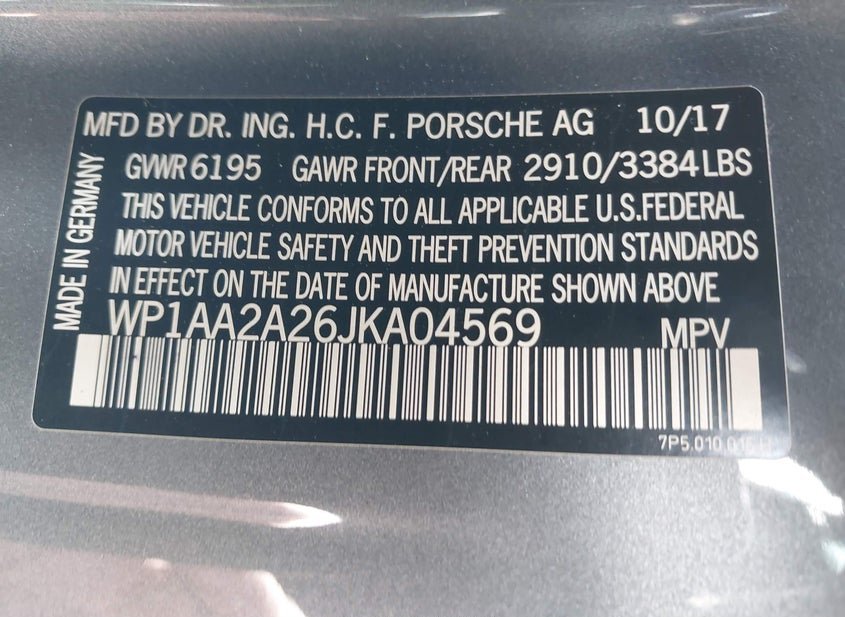 MFD BY DR. ING. H.C. F. PORSCHE AG 10/17
GVWR 6195 GAWR FRONT/REAR 2910/3384LBS
THIS VEHICLE CONFORMS TO ALL APPLICABLE U.S.FEDERAL
MOTOR VEHICLE SAFETY AND THEFT PREVENTION STANDARDS
IN EFFECT ON THE DATE OF MANUFACTURE SHOWN ABOVE
MADE IN GERMANY
WP1AA2A26JKA04569 MPV